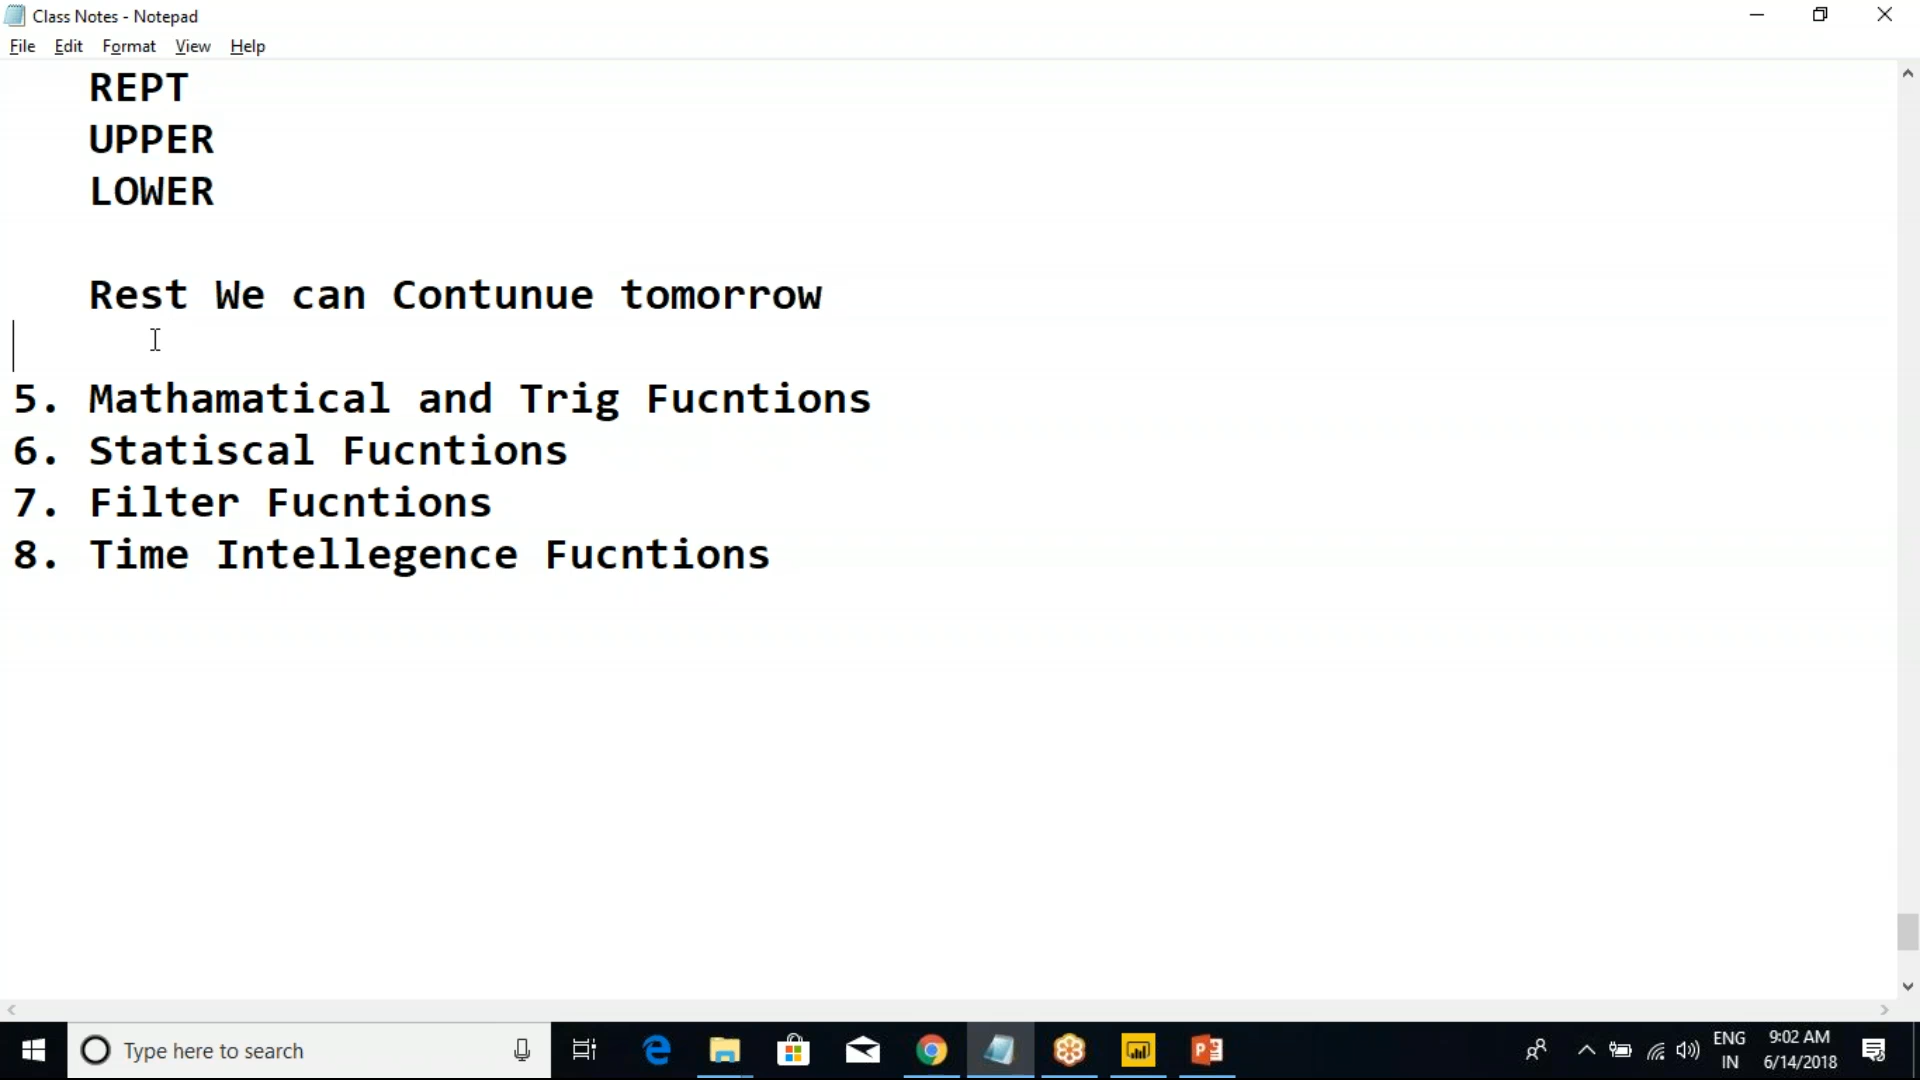 Class Notes - Notepad
File Edit Format View Help
REPT
UPPER
LOWER
Rest We can Contunue tomorrow
5. Mathamatical and Trig Fucntions
6. Statiscal Fucntions
7. Filter Fucntions
8. Time Intellegence Fucntions
Type here to search
ENG
IN
9:02 AM
6/14/2018